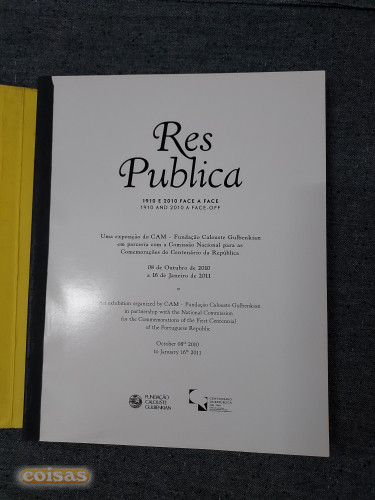 Res
Publica
1910 E 2010 FACE A FACE
1910 AND 2010 A FACE-OFF
Uma exposição do CAM – Fundação Calouste Gulbenkian
em parceria com a Comissão Nacional para as
Comemorações do Centenário da República
08 de Outubro de 2010
a 16 de Janeiro de 2011
exhibition organized by CAM – Fundação Calouste Gulbenkian
in partnership with the National Commission
for the Commemorations of the First Centennial
of the Portuguese Republic
October 08th 2010
to January 16th 2011
FUNDAÇÃO
CALOUSTE
GULBENKIAN
coisas